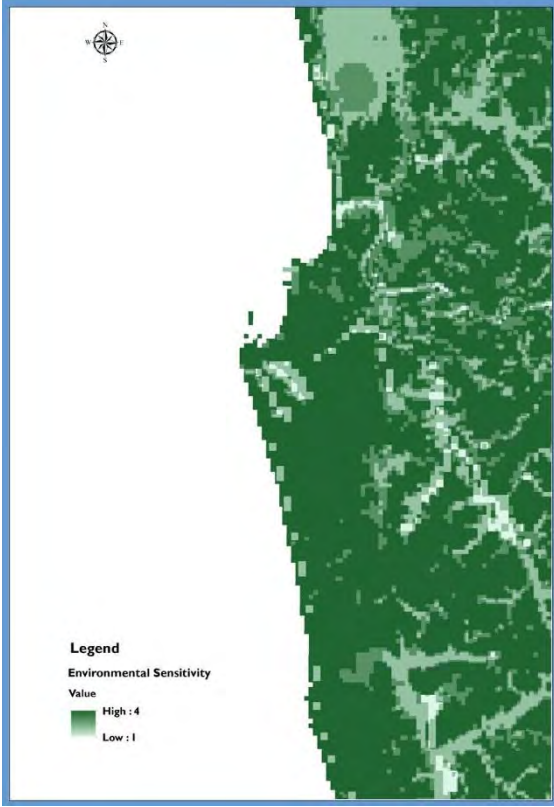 N
W E
S
Legend
Environmental Sensitivity
Value
High : 4
Low : 1